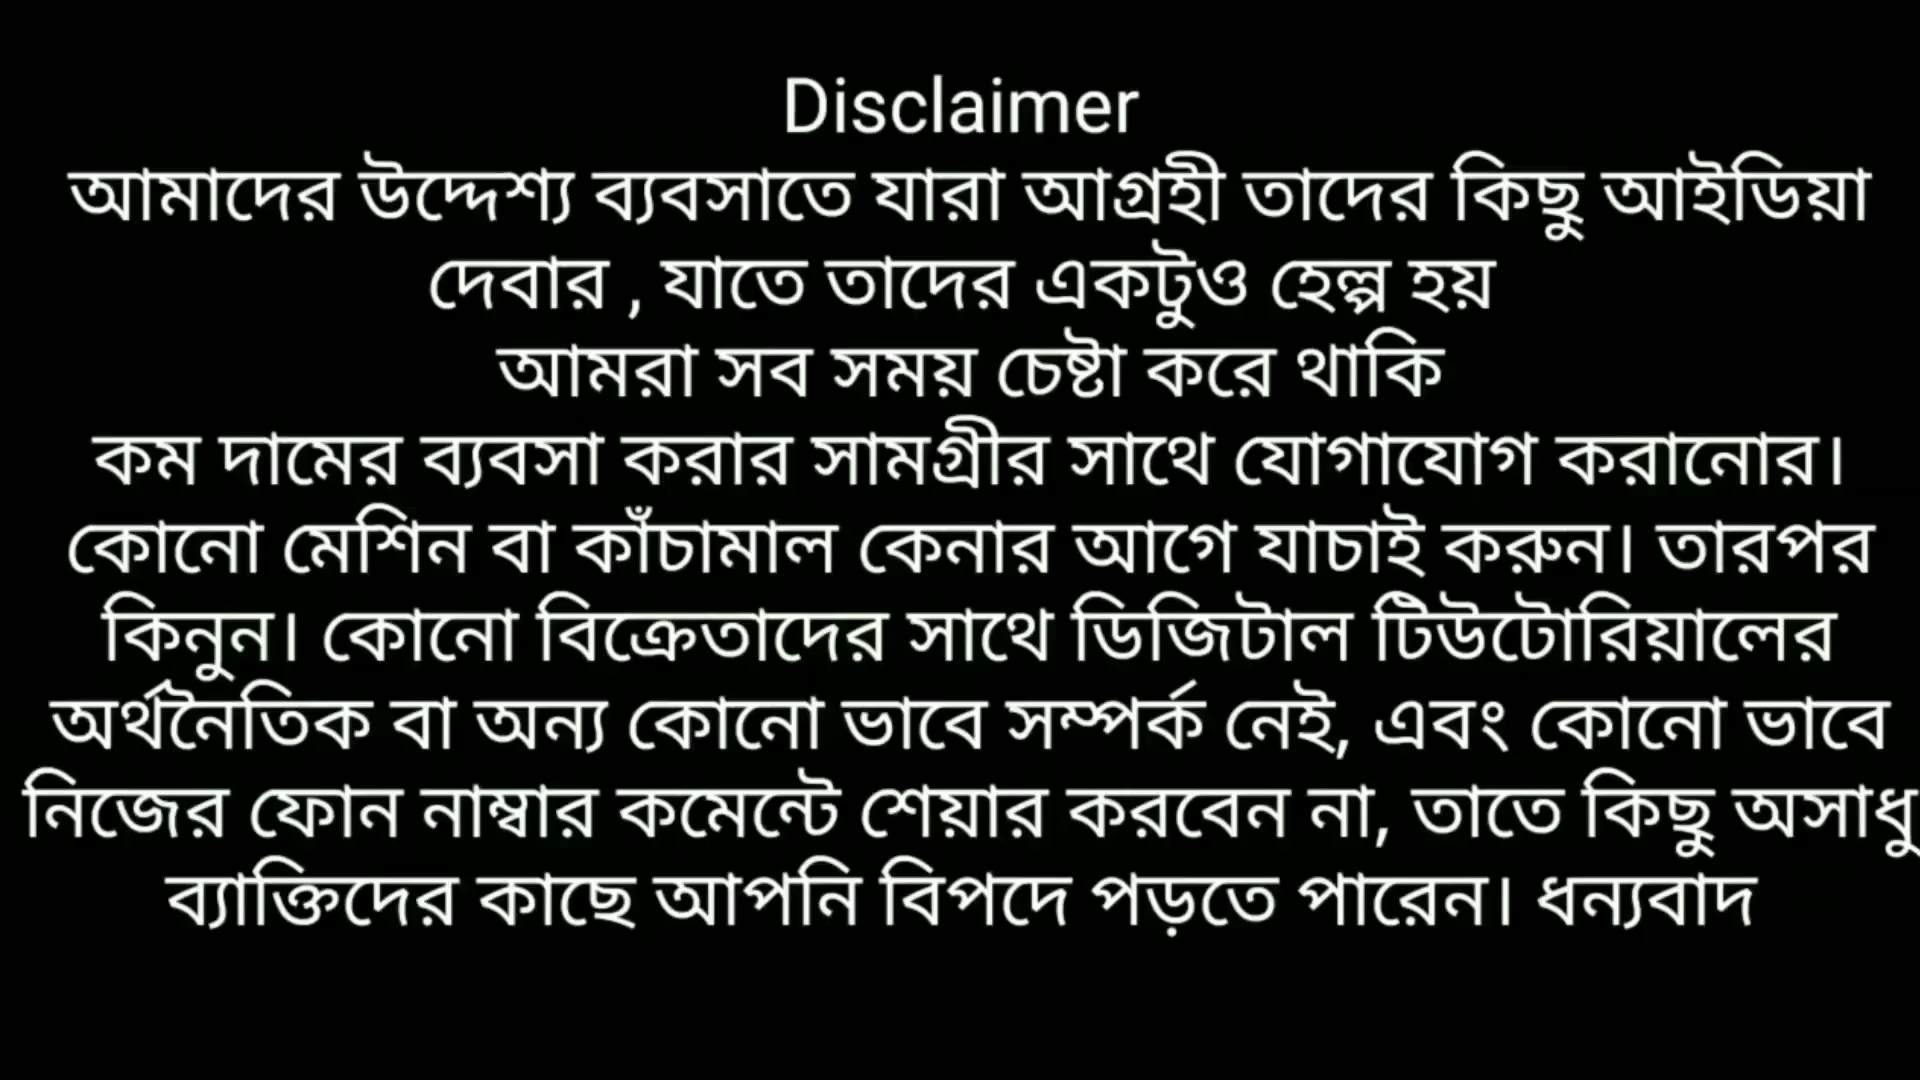 Disclaimer
আমাদের উদ্দেশ্য ব্যবসাতে যারা আগ্রহী তাদের কিছু আইডিয়া
দেবার , যাতে তাদের একটুও হেল্প হয়
আমরা সব সময় চেষ্টা করে থাকি
কম দামের ব্যবসা করার সামগ্রীর সাথে যোগাযোগ করানোর।
কোনো মেশিন বা কাঁচামাল কেনার আগে যাচাই করুন। তারপর
কিনুন। কোনো বিক্রেতাদের সাথে ডিজিটাল টিউটোরিয়ালের
অর্থনৈতিক বা অন্য কোনো ভাবে সম্পর্ক নেই, এবং কোনো ভাবে
নিজের ফোন নাম্বার কমেন্টে শেয়ার করবেন না, তাতে কিছু অসাধু
ব্যাক্তিদের কাছে আপনি বিপদে পড়তে পারেন। ধন্যবাদ